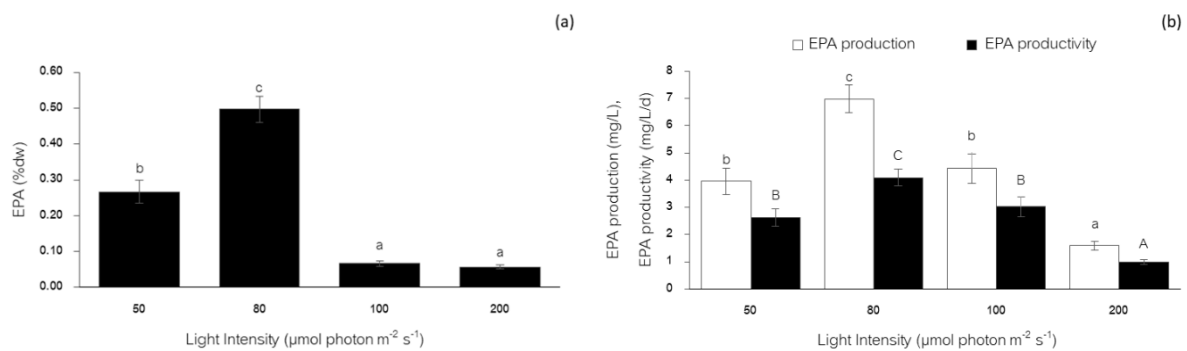 (a)
EPA (%dw)
0.60
0.50
0.40
0.30
0.20
0.10
0.00
b
c
a
a
50 80 100 200
Light Intensity (µmol photon m⁻² s⁻¹)
(b)
EPA production EPA productivity
EPA production (mg/L),
EPA productivity (mg/L/d)
8
7
6
5
4
3
2
1
0
b
B
c
C
b
B
a
A
50 80 100 200
Light Intensity (µmol photon m⁻² s⁻¹)